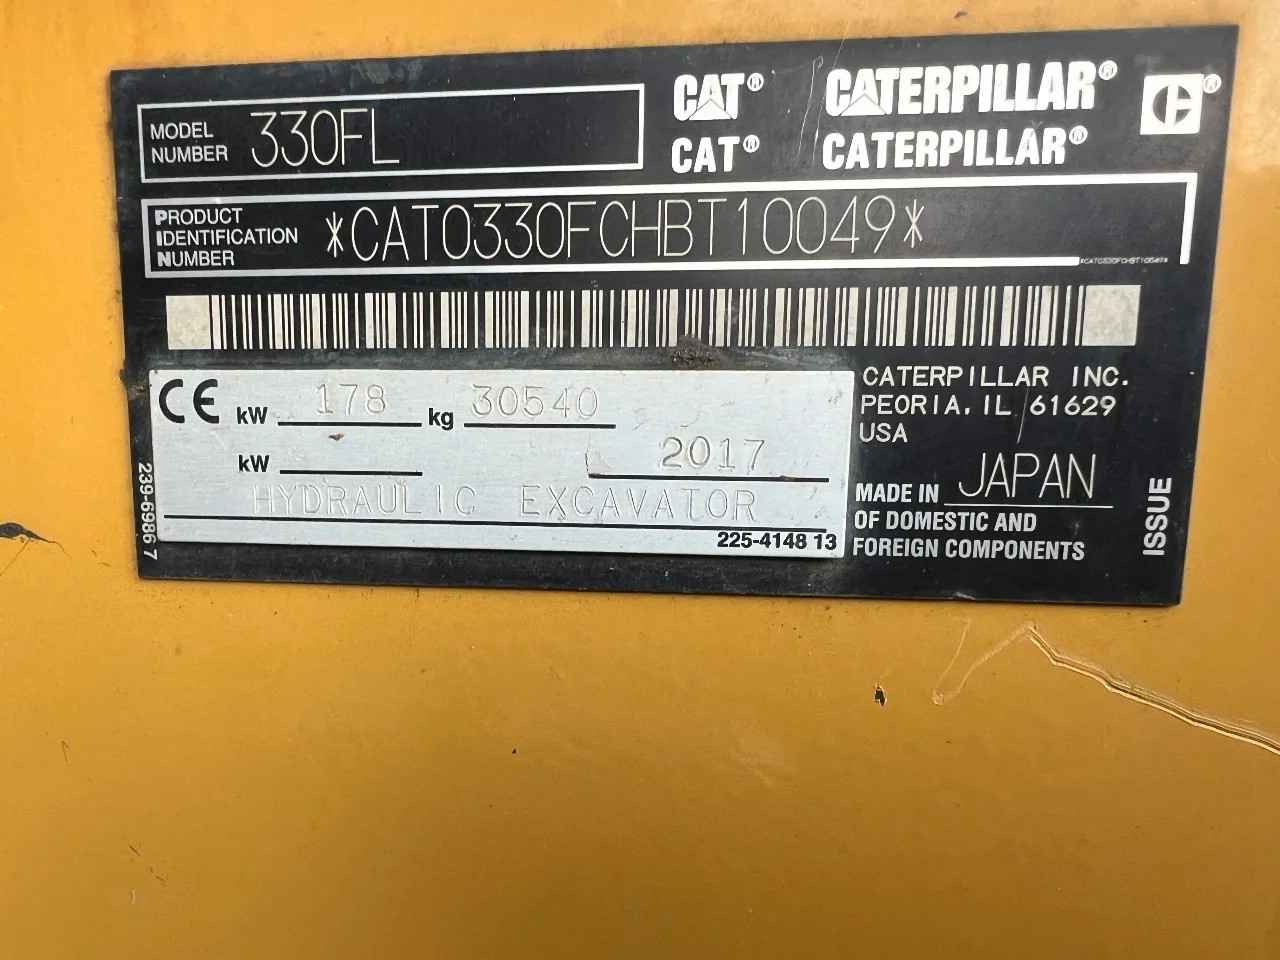 MODEL NUMBER 330FL
CAT® CATERPILLAR® ®
CAT® CATERPILLAR®
PRODUCT IDENTIFICATION NUMBER *CAT0330FCHBT10049*
*CAT0330FCHBT10049*
CE kW 178 kg 30540
kW 2017
HYDRAULIC EXCAVATOR
225-4148 13
239-6986 7
CATERPILLAR INC.
PEORIA, IL 61629
USA
MADE IN JAPAN
OF DOMESTIC AND
FOREIGN COMPONENTS
ISSUE